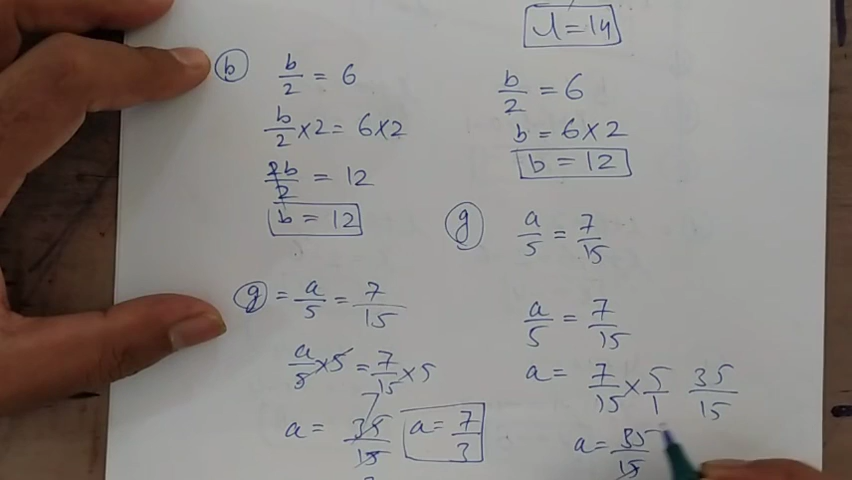 λ=14
b b/2 = 6
b/2 ×2 = 6×2
2b/2 = 12
b = 12
b/2 = 6
b = 6×2
b = 12
g = a/5 = 7/15
a/5 ×5 = 7/15 ×5
a = 35/15 a = 7/3
g a/5 = 7/15
a/5 = 7/15
a = 7/15 × 5/1 35/15
a = 35/15